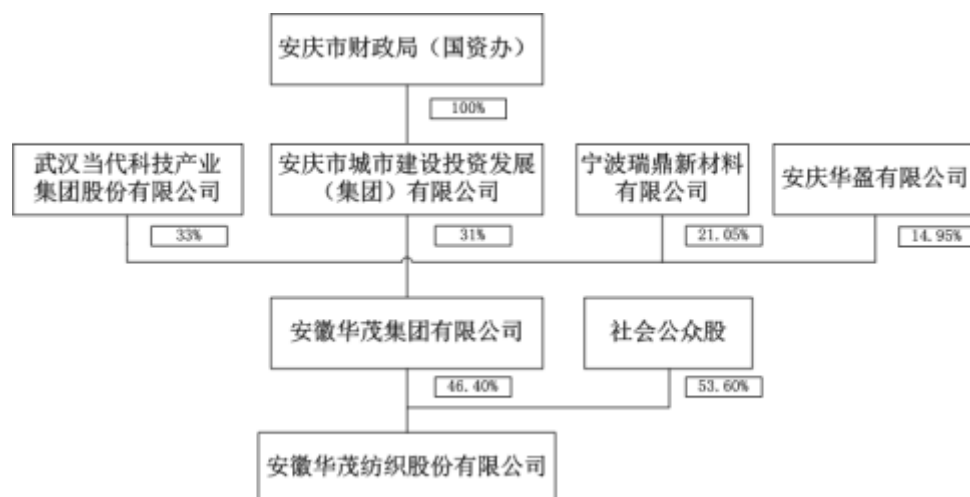 安庆市财政局（国资办）
100%
武汉当代科技产业
集团股份有限公司
安庆市城市建设投资发展
（集团）有限公司
宁波瑞鼎新材料
有限公司
安庆华盈有限公司
33%
31%
21.05%
14.95%
安徽华茂集团有限公司
社会公众股
46.40%
53.60%
安徽华茂纺织股份有限公司